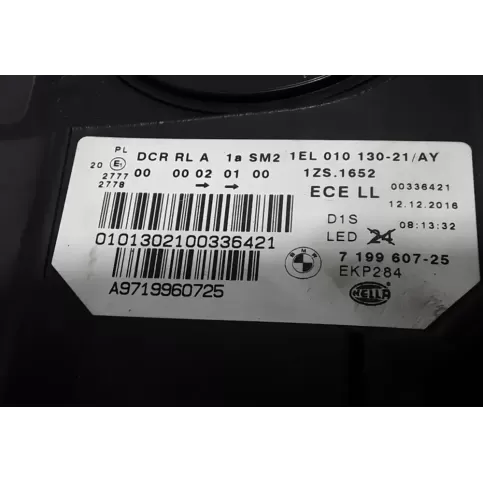 PL
DCR RL A 1a SM2 1EL 010 130-21/AY
20 E1 00 00 02 01 00 1ZS.1652
2777
2778
→ →
ECE LL 00336421
12.12.2016
D1S
LED 24 08:13:32
0101302100336421
7 199 607-25
EKP284
A9719960725
HELLA